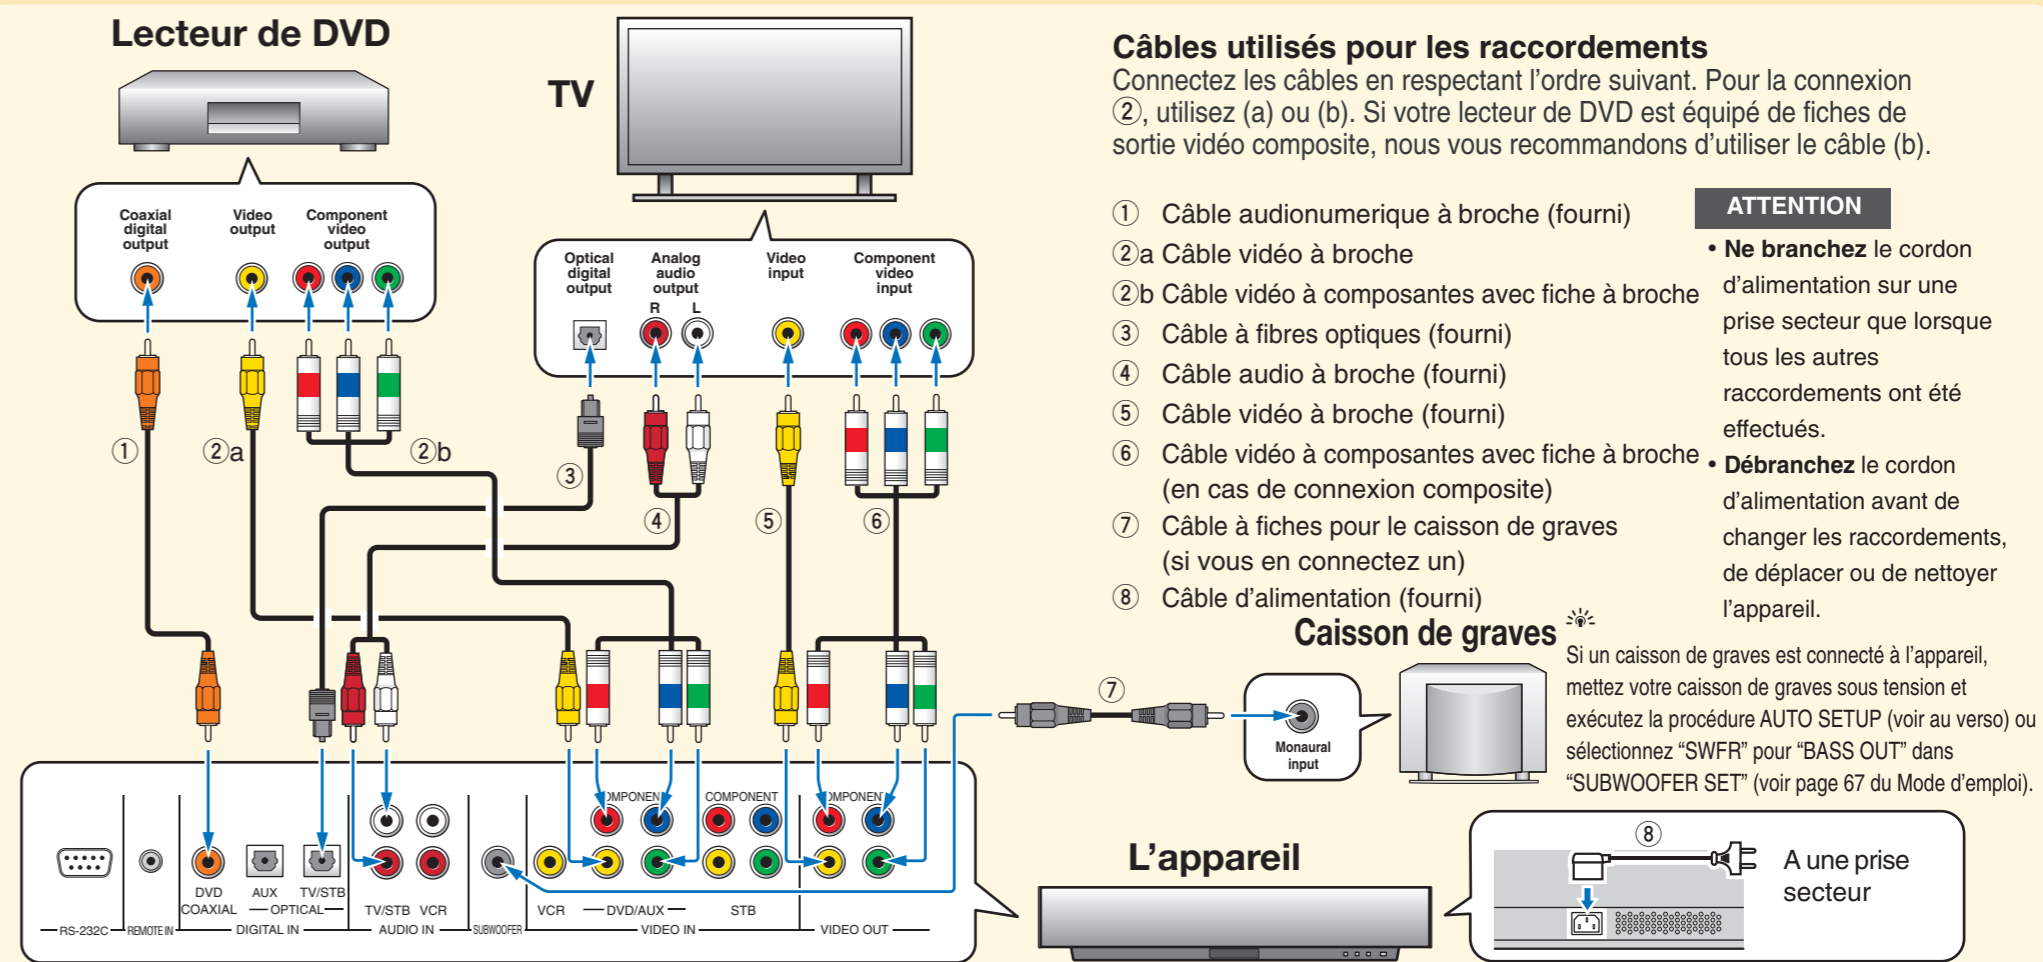 Lecteur de DVD
TV
Coaxial
digital
output
Video
output
Component
video
output
Optical
digital
output
Analog
audio
output
R L
Video
input
Component
video
input
① ②a ②b
③
④ ⑤ ⑥
Câbles utilisés pour les raccordements
Connectez les câbles en respectant l’ordre suivant. Pour la connexion
②, utilisez (a) ou (b). Si votre lecteur de DVD est équipé de fiches de
sortie vidéo composite, nous vous recommandons d’utiliser le câble (b).
① Câble audionumerique à broche (fourni)
②a Câble vidéo à broche
②b Câble vidéo à composantes avec fiche à broche
③ Câble à fibres optiques (fourni)
④ Câble audio à broche (fourni)
⑤ Câble vidéo à broche (fourni)
⑥ Câble vidéo à composantes avec fiche à broche
(en cas de connexion composite)
⑦ Câble à fiches pour le caisson de graves
(si vous en connectez un)
⑧ Câble d’alimentation (fourni)
ATTENTION
• Ne branchez le cordon
d’alimentation sur une
prise secteur que lorsque
tous les autres
raccordements ont été
effectués.
• Débranchez le cordon
d’alimentation avant de
changer les raccordements,
de déplacer ou de nettoyer
l’appareil.
Caisson de graves
⑦
Monaural
input
Si un caisson de graves est connecté à l’appareil,
mettez votre caisson de graves sous tension et
exécutez la procédure AUTO SETUP (voir au verso) ou
sélectionnez “SWFR” pour “BASS OUT” dans
“SUBWOOFER SET” (voir page 67 du Mode d’emploi).
OMPONEN COMPONENT OMPONEN
DVD AUX TV/STB
COAXIAL OPTICAL TV/STB VCR VCR DVD/AUX STB
RS-232C REMOTE IN DIGITAL IN AUDIO IN SUBWOOFER VIDEO IN VIDEO OUT
L’appareil
⑧
A une prise
secteur